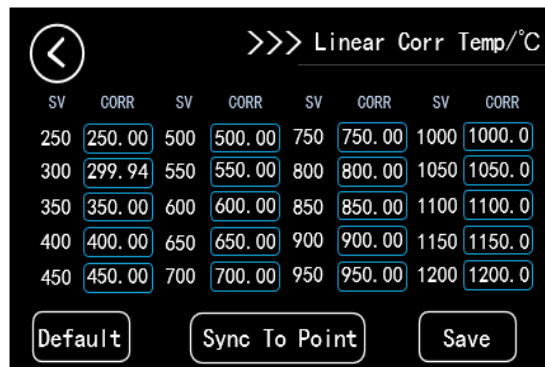 >>> Linear Corr Temp/℃
SV CORR SV CORR SV CORR SV CORR
250 250.00 500 500.00 750 750.00 1000 1000.0
300 299.94 550 550.00 800 800.00 1050 1050.0
350 350.00 600 600.00 850 850.00 1100 1100.0
400 400.00 650 650.00 900 900.00 1150 1150.0
450 450.00 700 700.00 950 950.00 1200 1200.0
Default Sync To Point Save